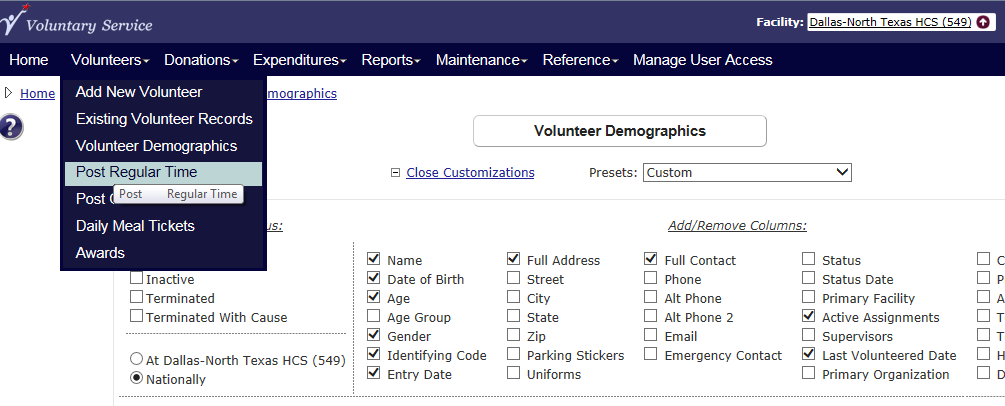 Voluntary Service
Facility: Dallas-North Texas HCS (549)
Home Volunteers Donations Expenditures Reports Maintenance Reference Manage User Access
Home mographics
Add New Volunteer
Existing Volunteer Records
Volunteer Demographics
Post Regular Time
Post
Daily Meal Tickets
Awards
Post Regular Time
?
Volunteer Demographics
Close Customizations Presets: Custom
us: Add/Remove Columns:
Inactive
Terminated
Terminated With Cause
At Dallas-North Texas HCS (549)
Nationally
Name Full Address Full Contact Status C
Date of Birth Street Phone Status Date P
Age City Alt Phone Primary Facility A
Age Group State Alt Phone 2 Active Assignments T
Gender Zip Email Supervisors T
Identifying Code Parking Stickers Emergency Contact Last Volunteered Date H
Entry Date Uniforms Primary Organization D